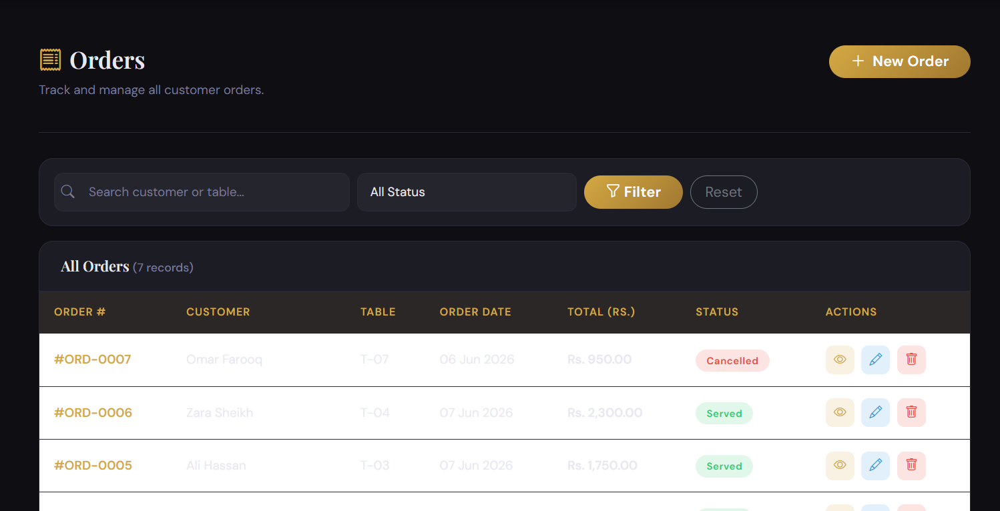 Orders
New Order
Track and manage all customer orders.
Search customer or table...
All Status
Filter
Reset
All Orders (7 records)
ORDER # CUSTOMER TABLE ORDER DATE TOTAL (RS.) STATUS ACTIONS
#ORD-0007 Omar Farooq T-07 06 Jun 2026 Rs. 950.00 Cancelled
#ORD-0006 Zara Sheikh T-04 07 Jun 2026 Rs. 2,300.00 Served
#ORD-0005 Ali Hassan T-03 07 Jun 2026 Rs. 1,750.00 Served